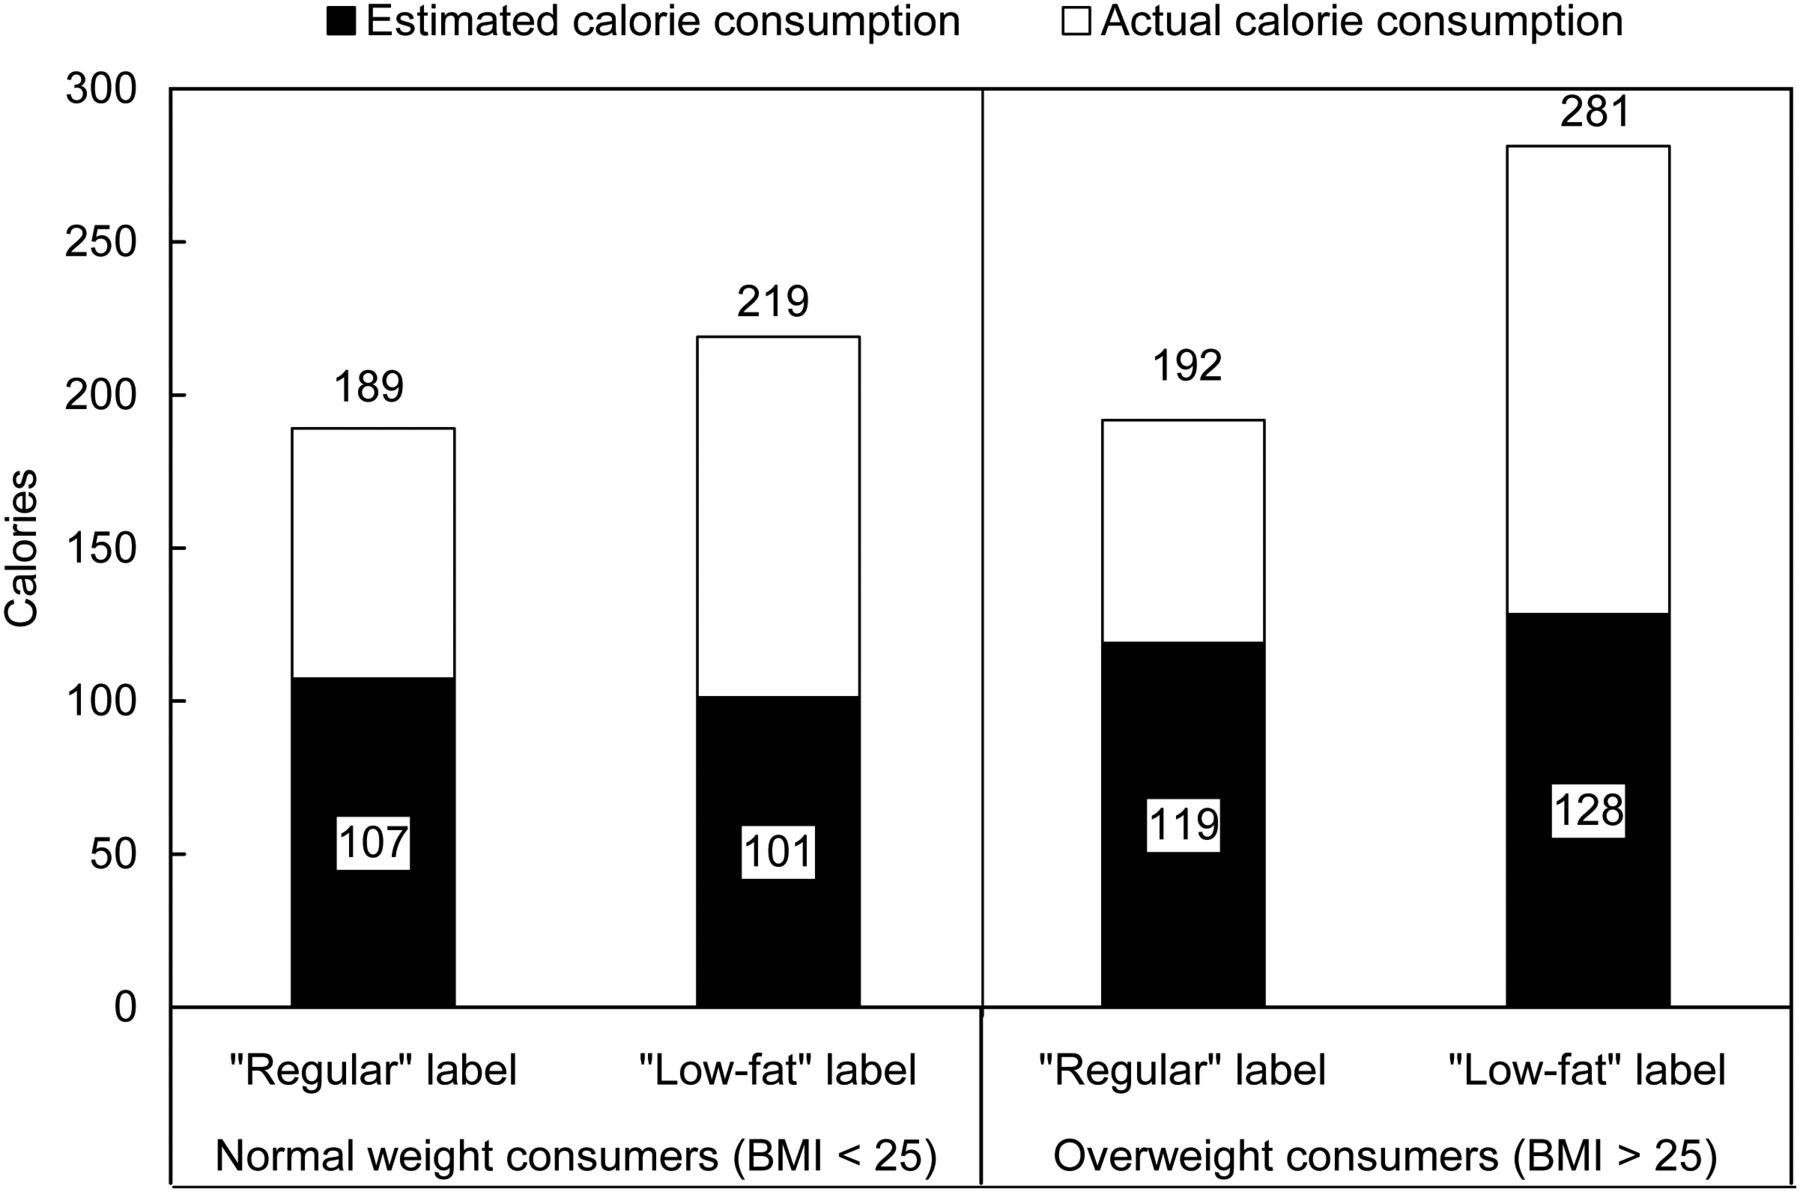 Estimated calorie consumption
Actual calorie consumption
300
250
200
150
100
50
0
Calories
189
107
219
101
192
119
281
128
"Regular" label
"Low-fat" label
"Regular" label
"Low-fat" label
Normal weight consumers (BMI < 25)
Overweight consumers (BMI > 25)